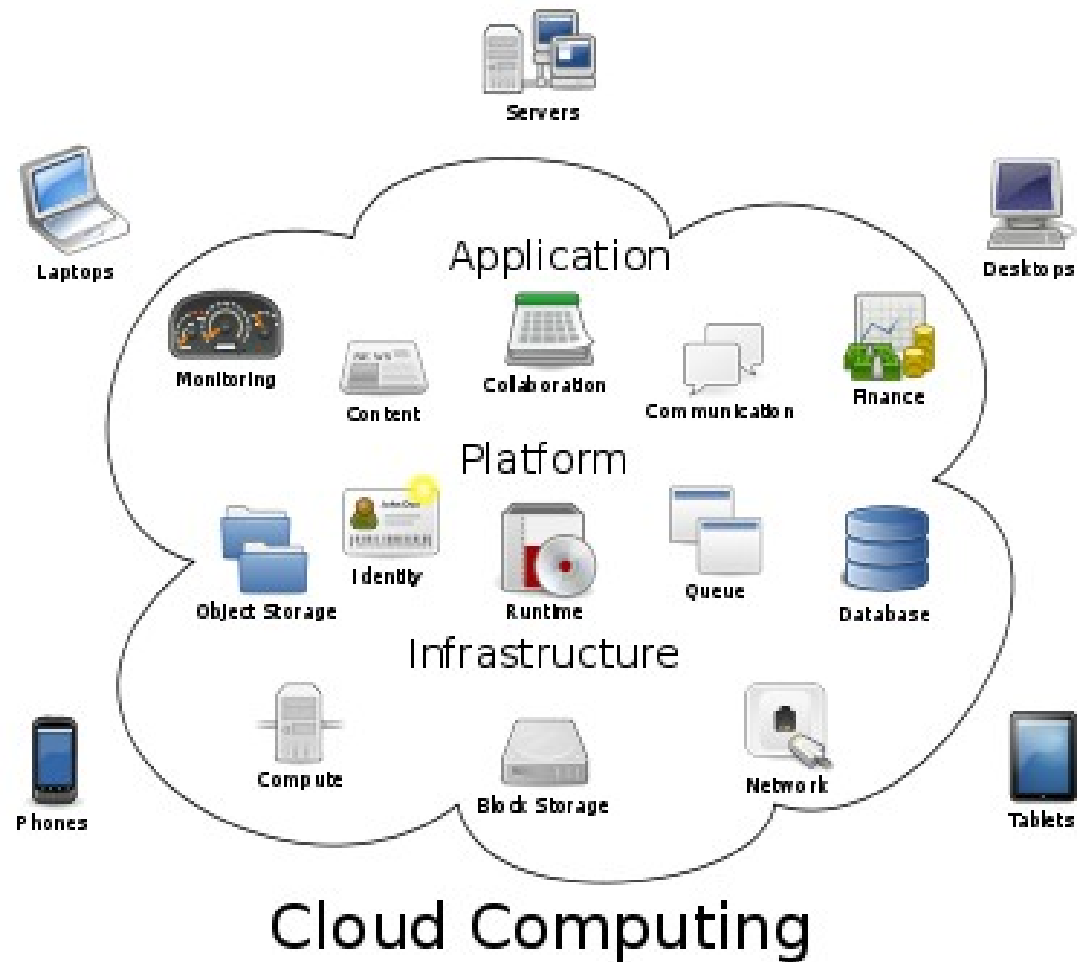 Servers
Laptops
Desktops
Application
Monitoring
Content
NEWS
Collaboration
Communication
Finance
Platform
Object Storage
Identity
Runtime
Queue
Database
Infrastructure
Compute
Block Storage
Network
Phones
Tablets
Cloud Computing